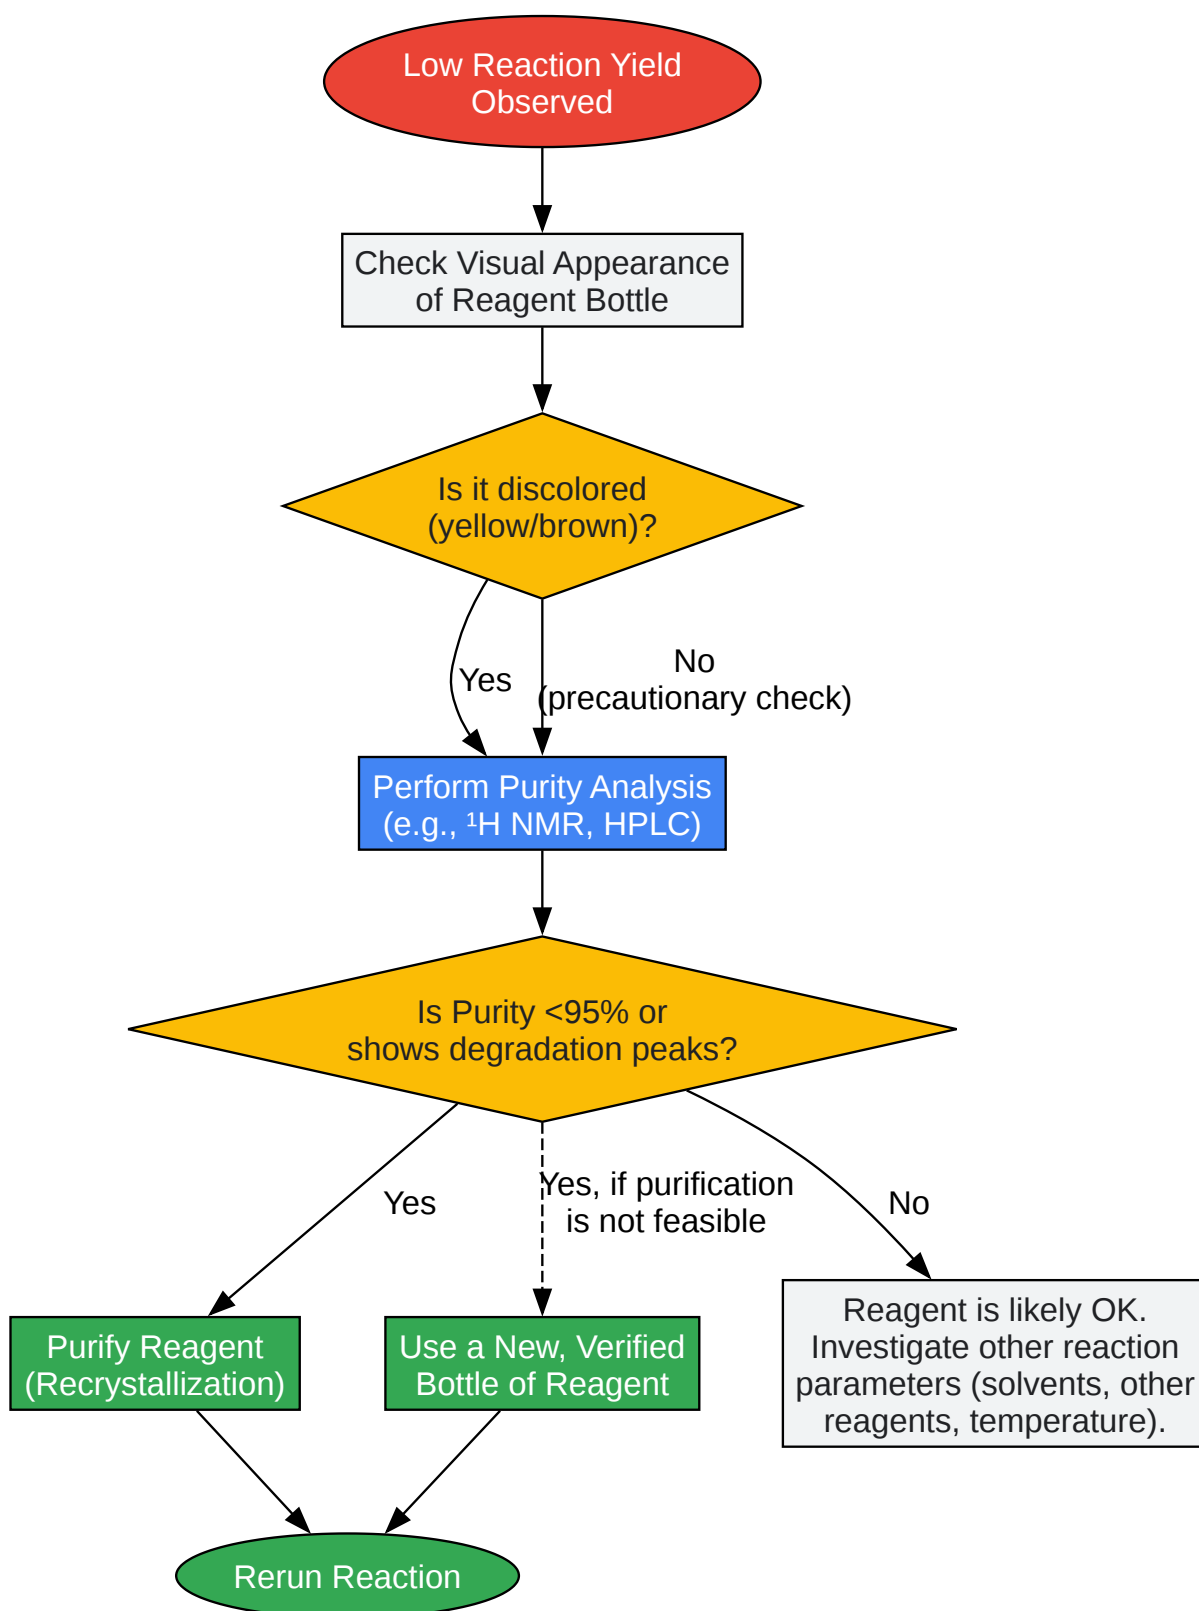 Low Reaction Yield
Observed
Check Visual Appearance
of Reagent Bottle
Is it discolored
(yellow/brown)?
Yes
No
(precautionary check)
Perform Purity Analysis
(e.g., ¹H NMR, HPLC)
Is Purity <95% or
shows degradation peaks?
Yes
Yes, if purification
is not feasible
No
Purify Reagent
(Recrystallization)
Use a New, Verified
Bottle of Reagent
Reagent is likely OK.
Investigate other reaction
parameters (solvents, other
reagents, temperature).
Rerun Reaction